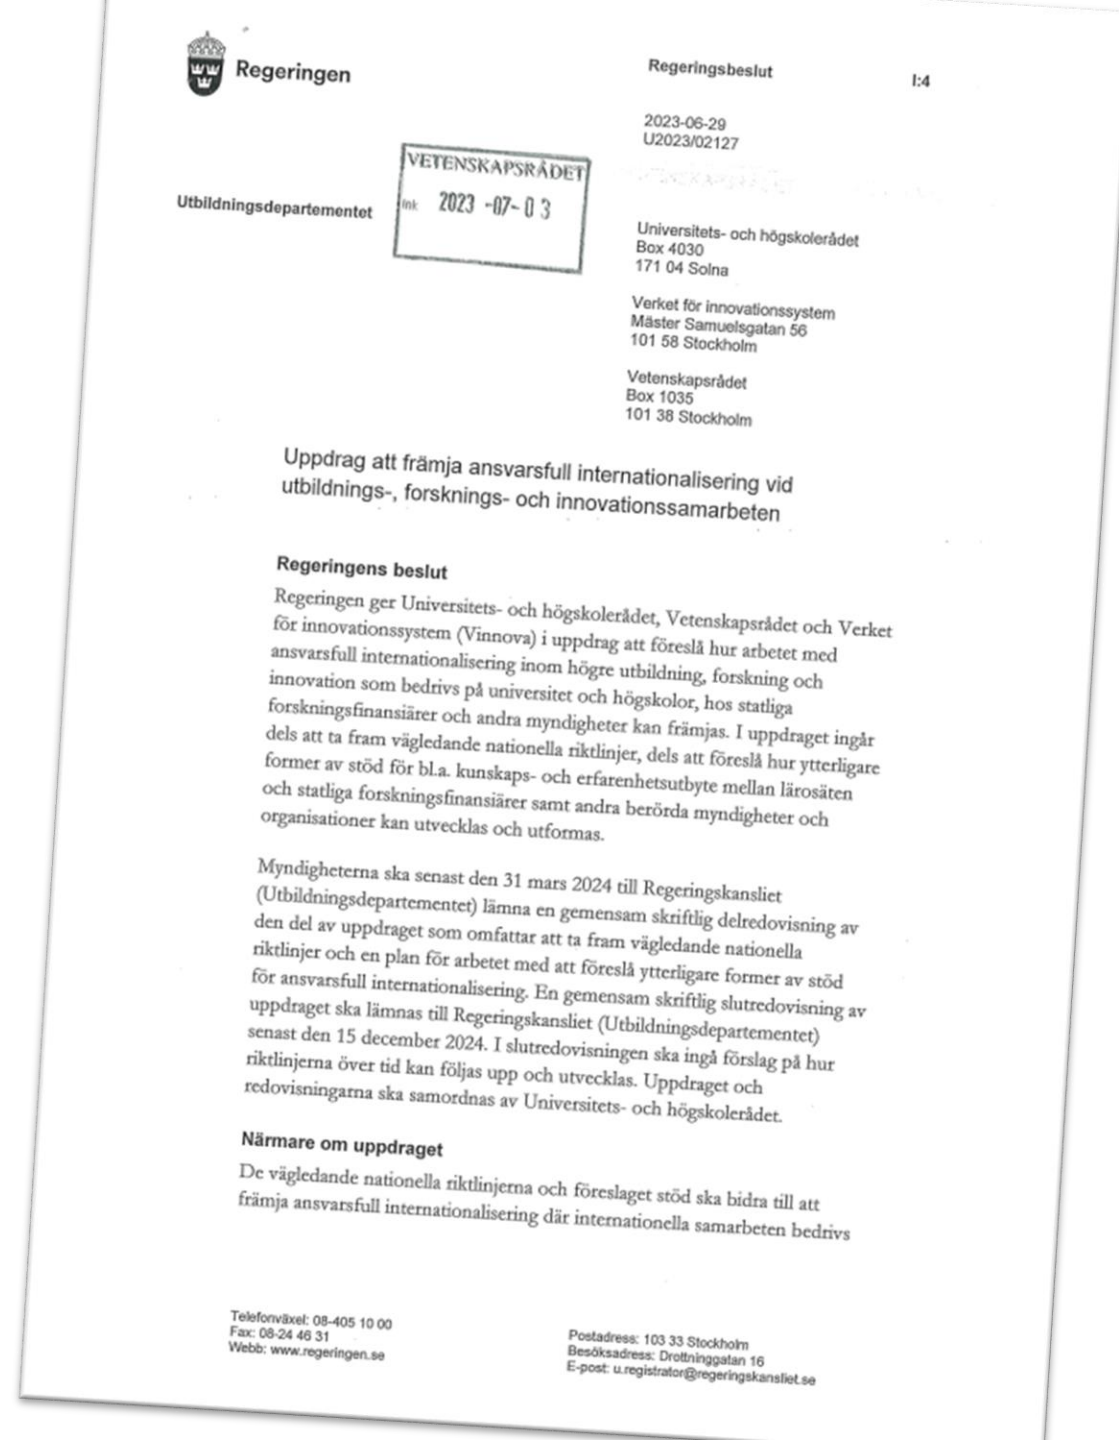 Regeringen
Regeringsbeslut
I:4
2023-06-29
U2023/02127
VETENSKAPSRÅDET
Ink 2023 -07- 0 3
Utbildningsdepartementet
Universitets- och högskolerådet
Box 4030
171 04 Solna
Verket för innovationssystem
Mäster Samuelsgatan 56
101 58 Stockholm
Vetenskapsrådet
Box 1035
101 38 Stockholm
Uppdrag att främja ansvarsfull internationalisering vid
utbildnings-, forsknings- och innovationssamarbeten
Regeringens beslut
Regeringen ger Universitets- och högskolerådet, Vetenskapsrådet och Verket
för innovationssystem (Vinnova) i uppdrag att föreslå hur arbetet med
ansvarsfull internationalisering inom högre utbildning, forskning och
innovation som bedrivs på universitet och högskolor, hos statliga
forskningsfinansiärer och andra myndigheter kan främjas. I uppdraget ingår
dels att ta fram vägledande nationella riktlinjer, dels att föreslå hur ytterligare
former av stöd för bl.a. kunskaps- och erfarenhetsutbyte mellan lärosäten
och statliga forskningsfinansiärer samt andra berörda myndigheter och
organisationer kan utvecklas och utformas.
Myndigheterna ska senast den 31 mars 2024 till Regeringskansliet
(Utbildningsdepartementet) lämna en gemensam skriftlig delredovisning av
den del av uppdraget som omfattar att ta fram vägledande nationella
riktlinjer och en plan för arbetet med att föreslå ytterligare former av stöd
för ansvarsfull internationalisering. En gemensam skriftlig slutredovisning av
uppdraget ska lämnas till Regeringskansliet (Utbildningsdepartementet)
senast den 15 december 2024. I slutredovisningen ska ingå förslag på hur
riktlinjerna över tid kan följas upp och utvecklas. Uppdraget och
redovisningarna ska samordnas av Universitets- och högskolerådet.
Närmare om uppdraget
De vägledande nationella riktlinjerna och föreslaget stöd ska bidra till att
främja ansvarsfull internationalisering där internationella samarbeten bedrivs
Telefonväxel: 08-405 10 00
Fax: 08-24 46 31
Webb: www.regeringen.se
Postadress: 103 33 Stockholm
Besöksadress: Drottninggatan 16
E-post: u.registrator@regeringskansliet.se